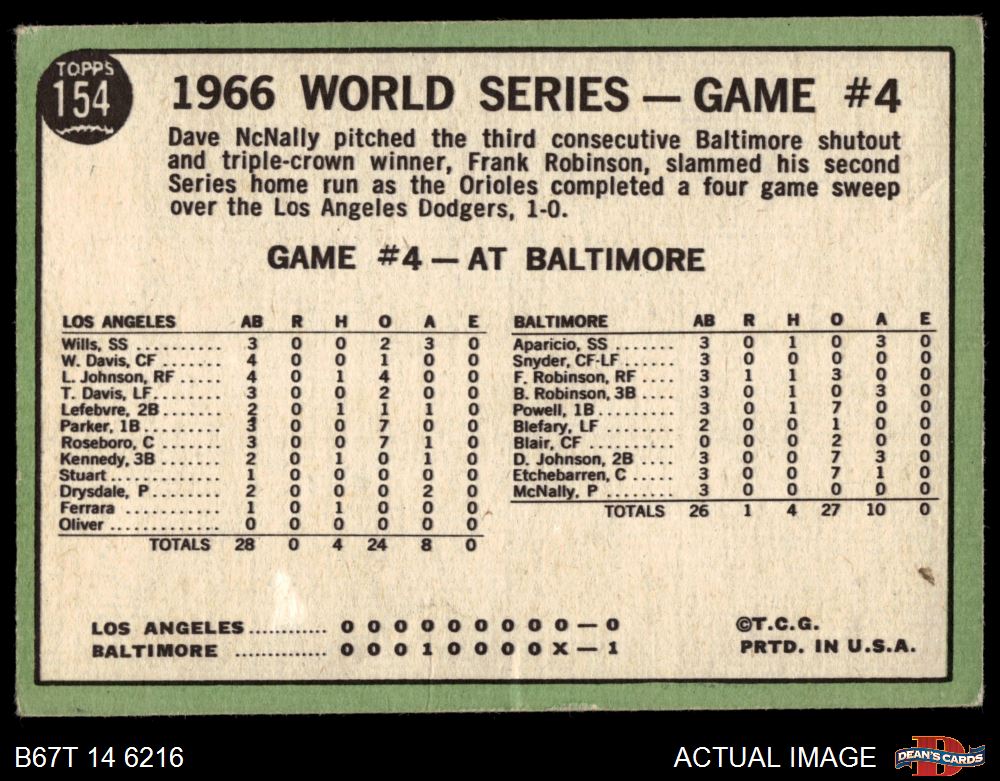 TOPPS
154
1966 WORLD SERIES — GAME #4
Dave NcNally pitched the third consecutive Baltimore shutout
and triple-crown winner, Frank Robinson, slammed his second
Series home run as the Orioles completed a four game sweep
over the Los Angeles Dodgers, 1-0.
GAME #4 — AT BALTIMORE
LOS ANGELES AB R H O A E
Wills, SS .......... 3 0 0 2 3 0
W. Davis, CF ...... 4 0 0 1 0 0
L. Johnson, RF ..... 4 0 1 4 0 0
T. Davis, LF........ 3 0 0 2 0 0
Lefebvre, 2B ....... 2 0 1 1 1 0
Parker, 1B ......... 3 0 0 7 0 0
Roseboro, C ....... 3 0 0 7 1 0
Kennedy, 3B ....... 2 0 1 0 1 0
Stuart.............. 1 0 0 0 0 0
Drysdale, P........ 2 0 0 0 2 0
Ferrara ............ 1 0 1 0 0 0
Oliver .............. 0 0 0 0 0 0
TOTALS 28 0 4 24 8 0
BALTIMORE AB R H O A E
Aparicio, SS ....... 3 0 1 0 3 0
Snyder, CF-LF ..... 3 0 0 0 0 0
F. Robinson, RF .... 3 1 1 3 0 0
B. Robinson, 3B .... 3 0 1 0 3 0
Powell, 1B ......... 3 0 1 7 0 0
Blefary, LF ........ 2 0 0 1 0 0
Blair, CF .......... 0 0 0 2 0 0
D. Johnson, 2B .... 3 0 0 7 3 0
Etchebarren, C ..... 3 0 0 7 1 0
McNally, P ......... 3 0 0 0 0 0
TOTALS 26 1 4 27 10 0
LOS ANGELES ............ 0 0 0 0 0 0 0 0 0 — 0
BALTIMORE .............. 0 0 0 1 0 0 0 0 X — 1
©T.C.G.
PRTD. IN U.S.A.
B67T 14 6216
ACTUAL IMAGE
D
DEAN'S CARDS